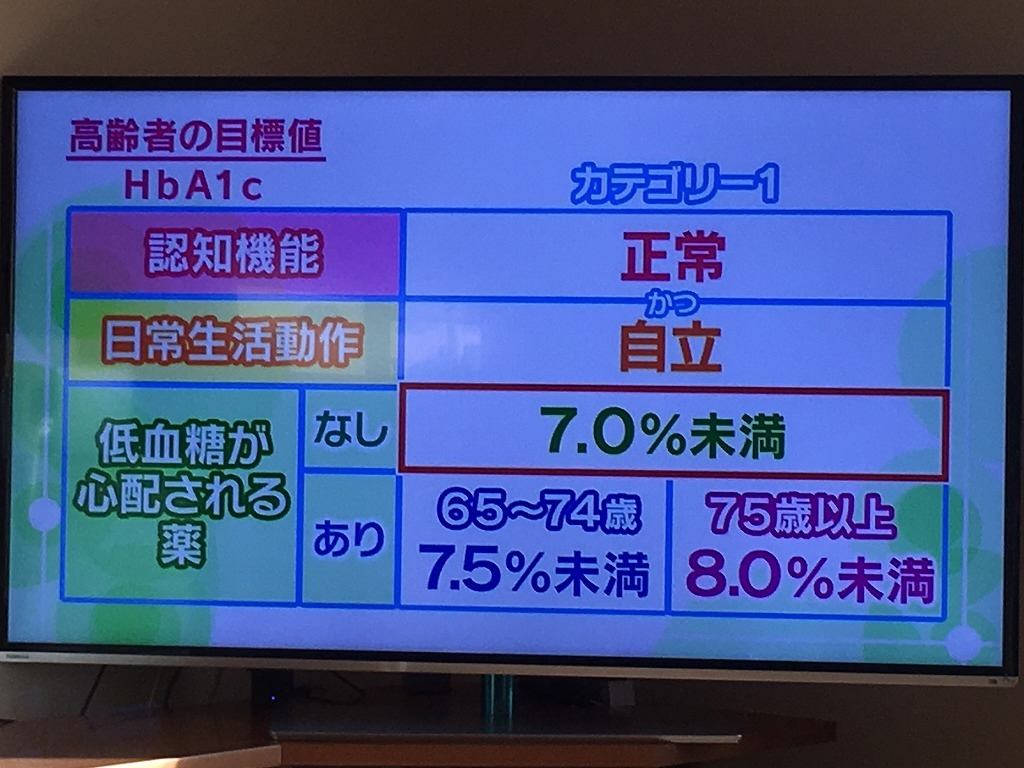 高齢者の目標値
HbA1c
カテゴリー1
認知機能
正常
かつ
日常生活動作
自立
低血糖が
心配される
薬
なし
7.0%未満
あり
65~74歳
7.5%未満
75歳以上
8.0%未満